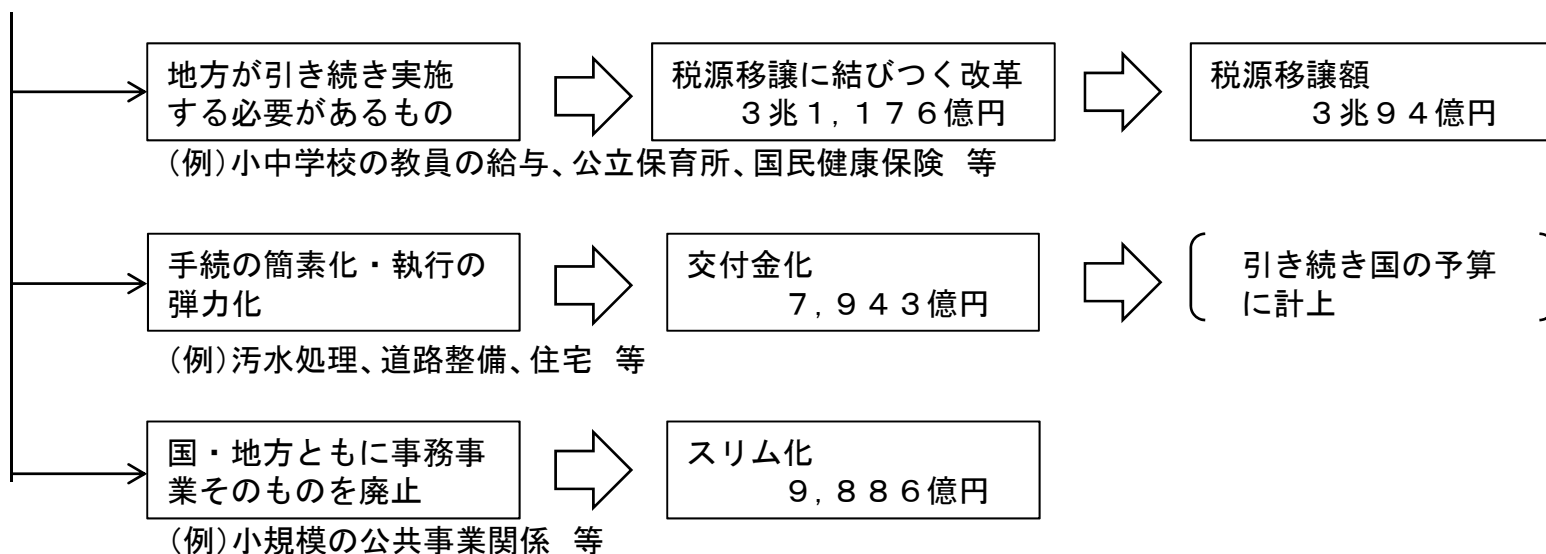 地方が引き続き実施
する必要があるもの
税源移譲に結びつく改革
３兆１，１７６億円
税源移譲額
３兆９４億円
(例)小中学校の教員の給与、公立保育所、国民健康保険　等
手続の簡素化・執行の
弾力化
交付金化
７，９４３億円
引き続き国の予算
に計上
(例)汚水処理、道路整備、住宅　等
国・地方ともに事務事
業そのものを廃止
スリム化
９，８８６億円
(例)小規模の公共事業関係　等